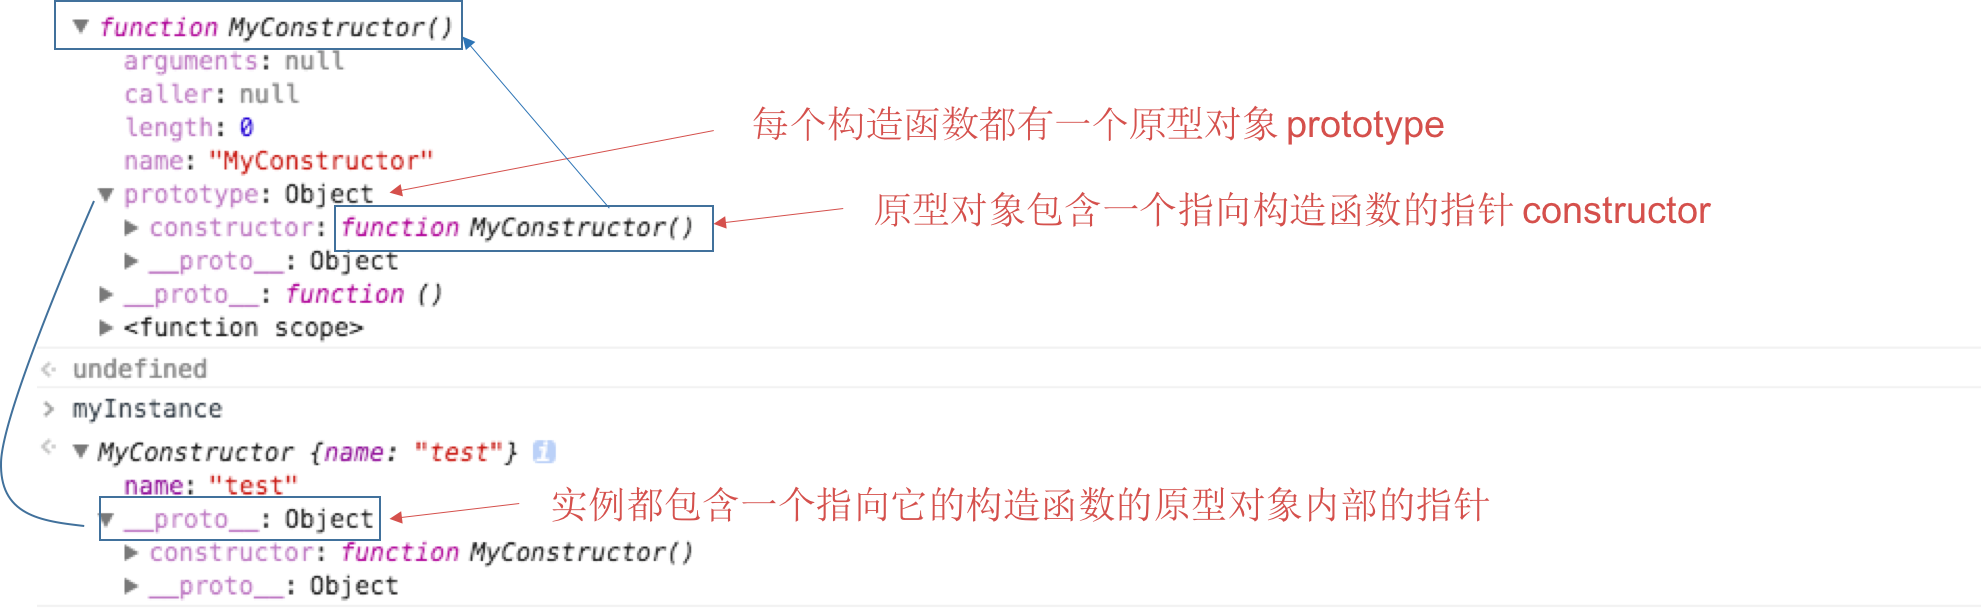 function MyConstructor()
arguments: null
caller: null
length: 0
每个构造函数都有一个原型对象 prototype
name: "MyConstructor"
prototype: Object
原型对象包含一个指向构造函数的指针 constructor
constructor: function MyConstructor()
__proto__: Object
__proto__: function ()
<function scope>
undefined
myInstance
MyConstructor {name: "test"} i
name: "test"
实例都包含一个指向它的构造函数的原型对象内部的指针
__proto__: Object
constructor: function MyConstructor()
__proto__: Object